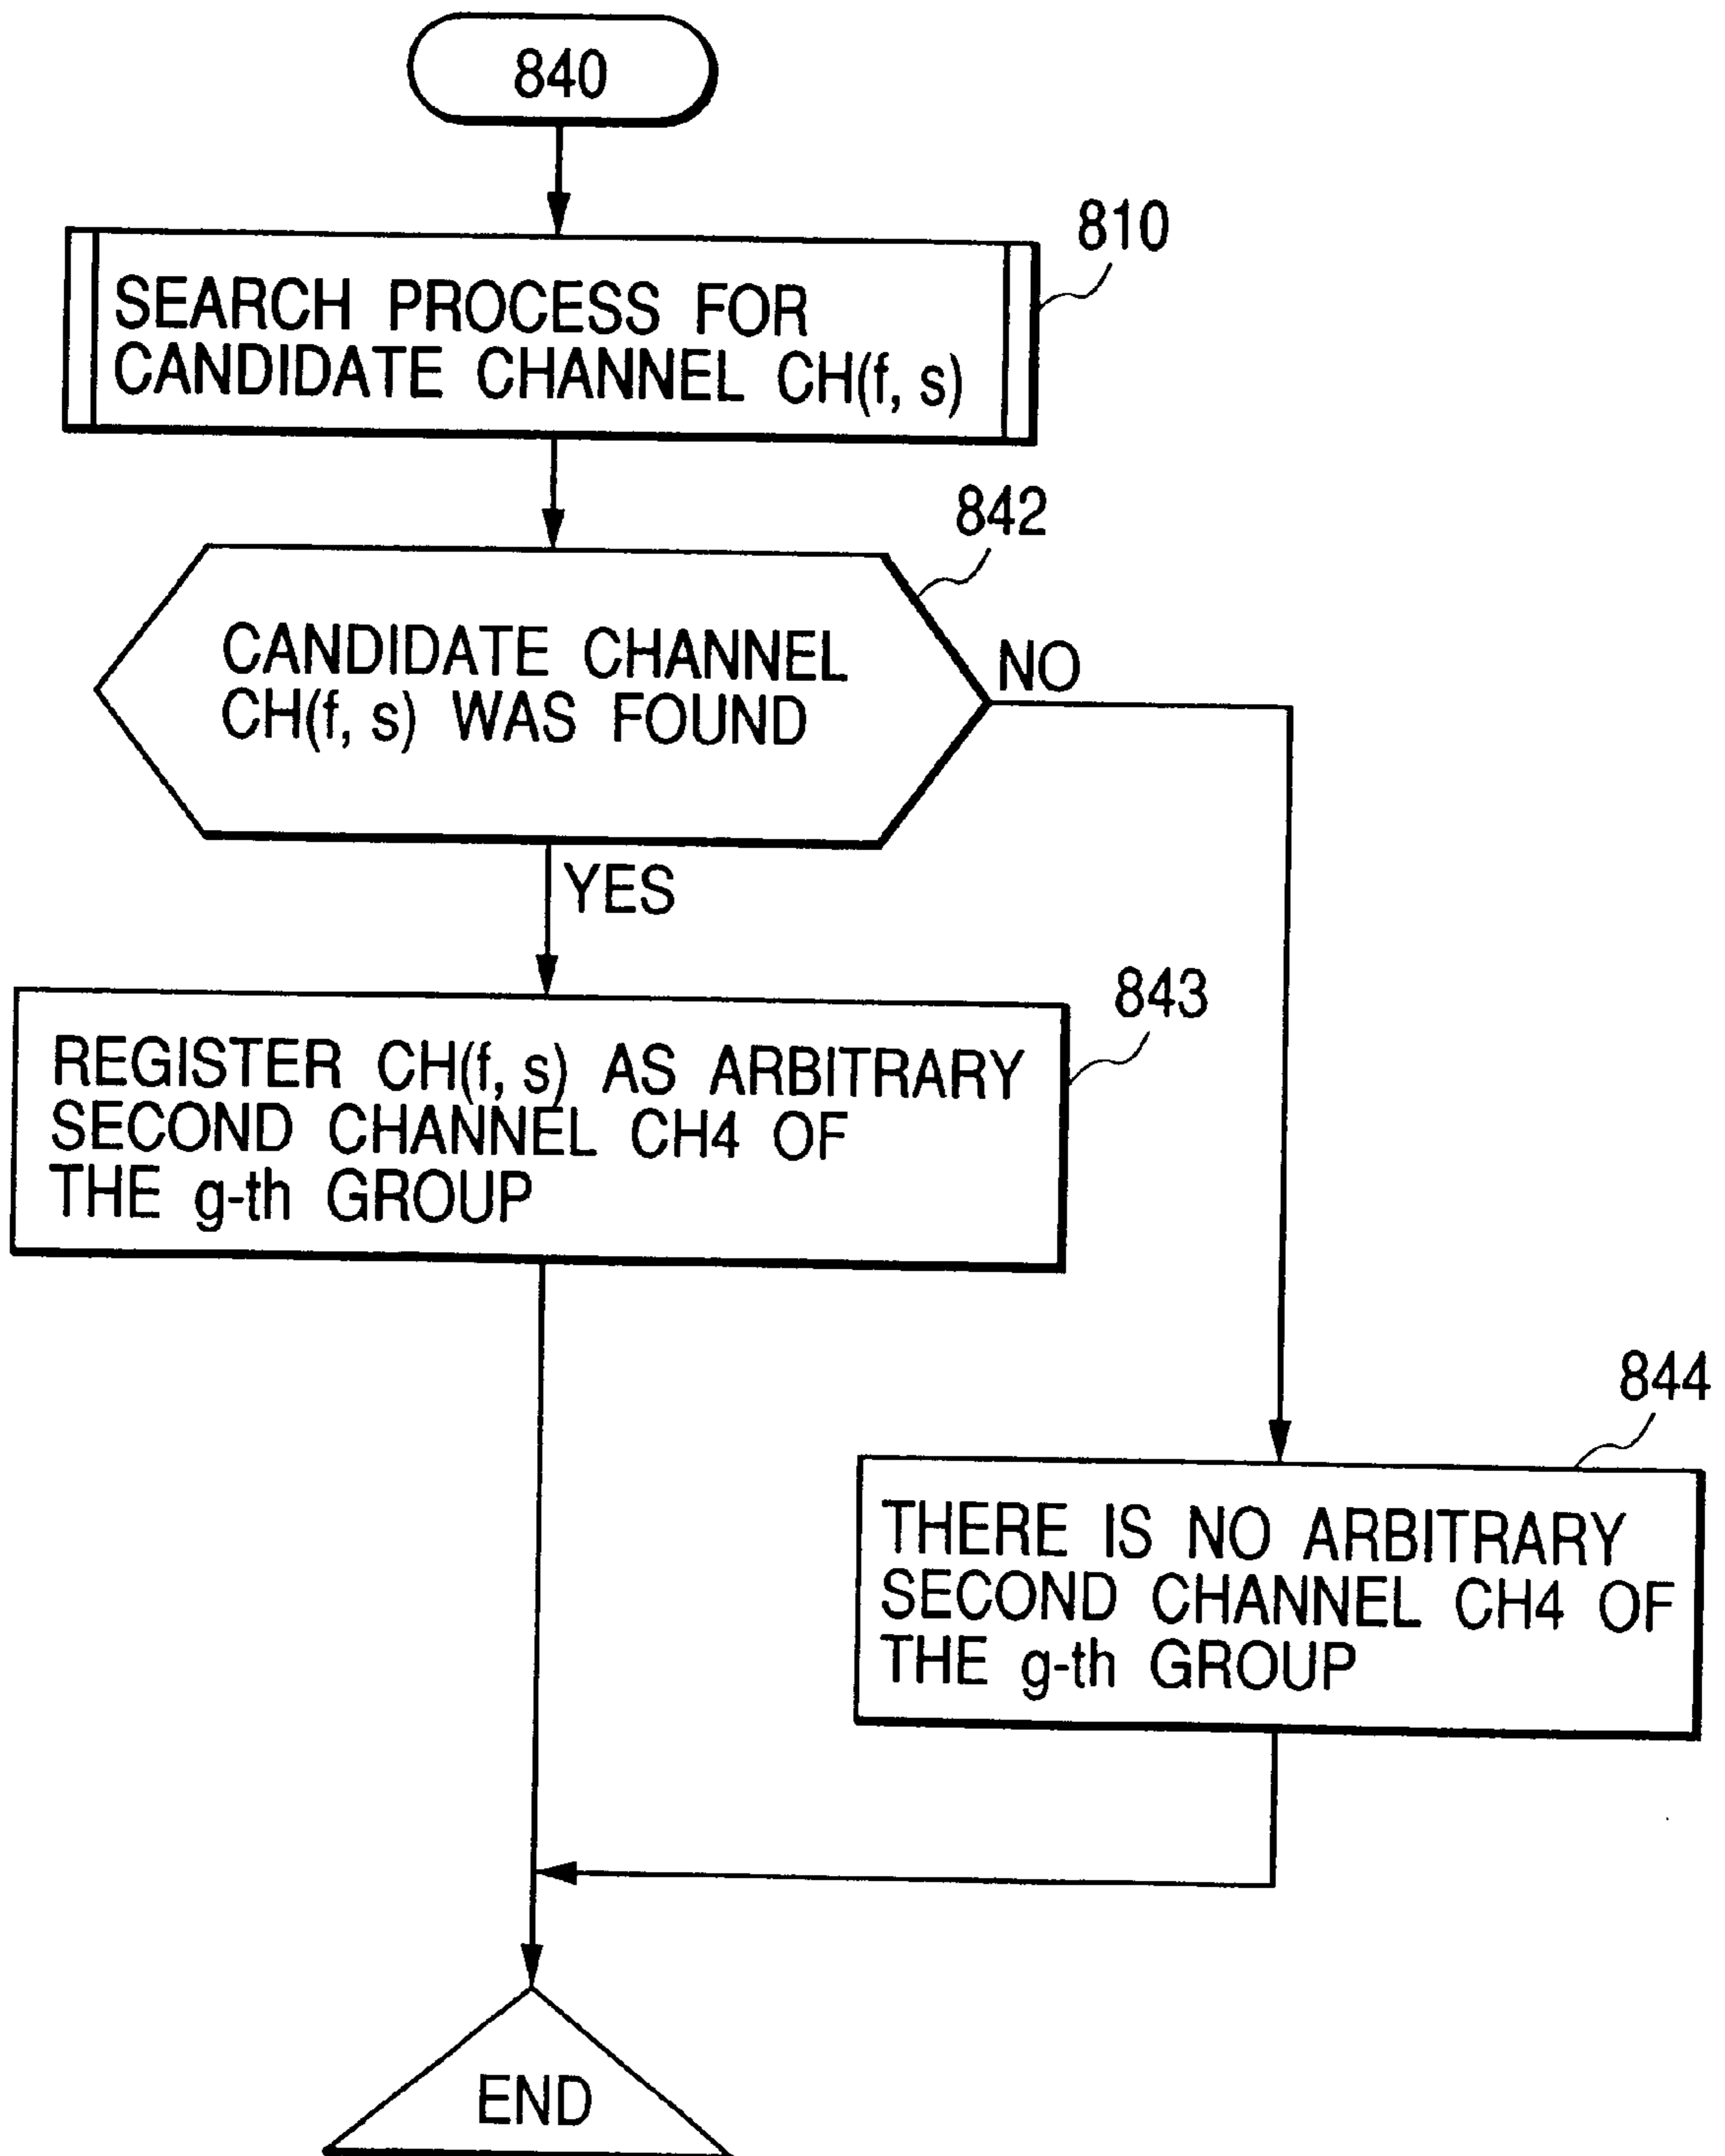 840
810
SEARCH PROCESS FOR
CANDIDATE CHANNEL CH(f, s)
842
CANDIDATE CHANNEL
CH(f, s) WAS FOUND
NO
YES
843
REGISTER CH(f, s) AS ARBITRARY
SECOND CHANNEL CH4 OF
THE g-th GROUP
844
THERE IS NO ARBITRARY
SECOND CHANNEL CH4 OF
THE g-th GROUP
END